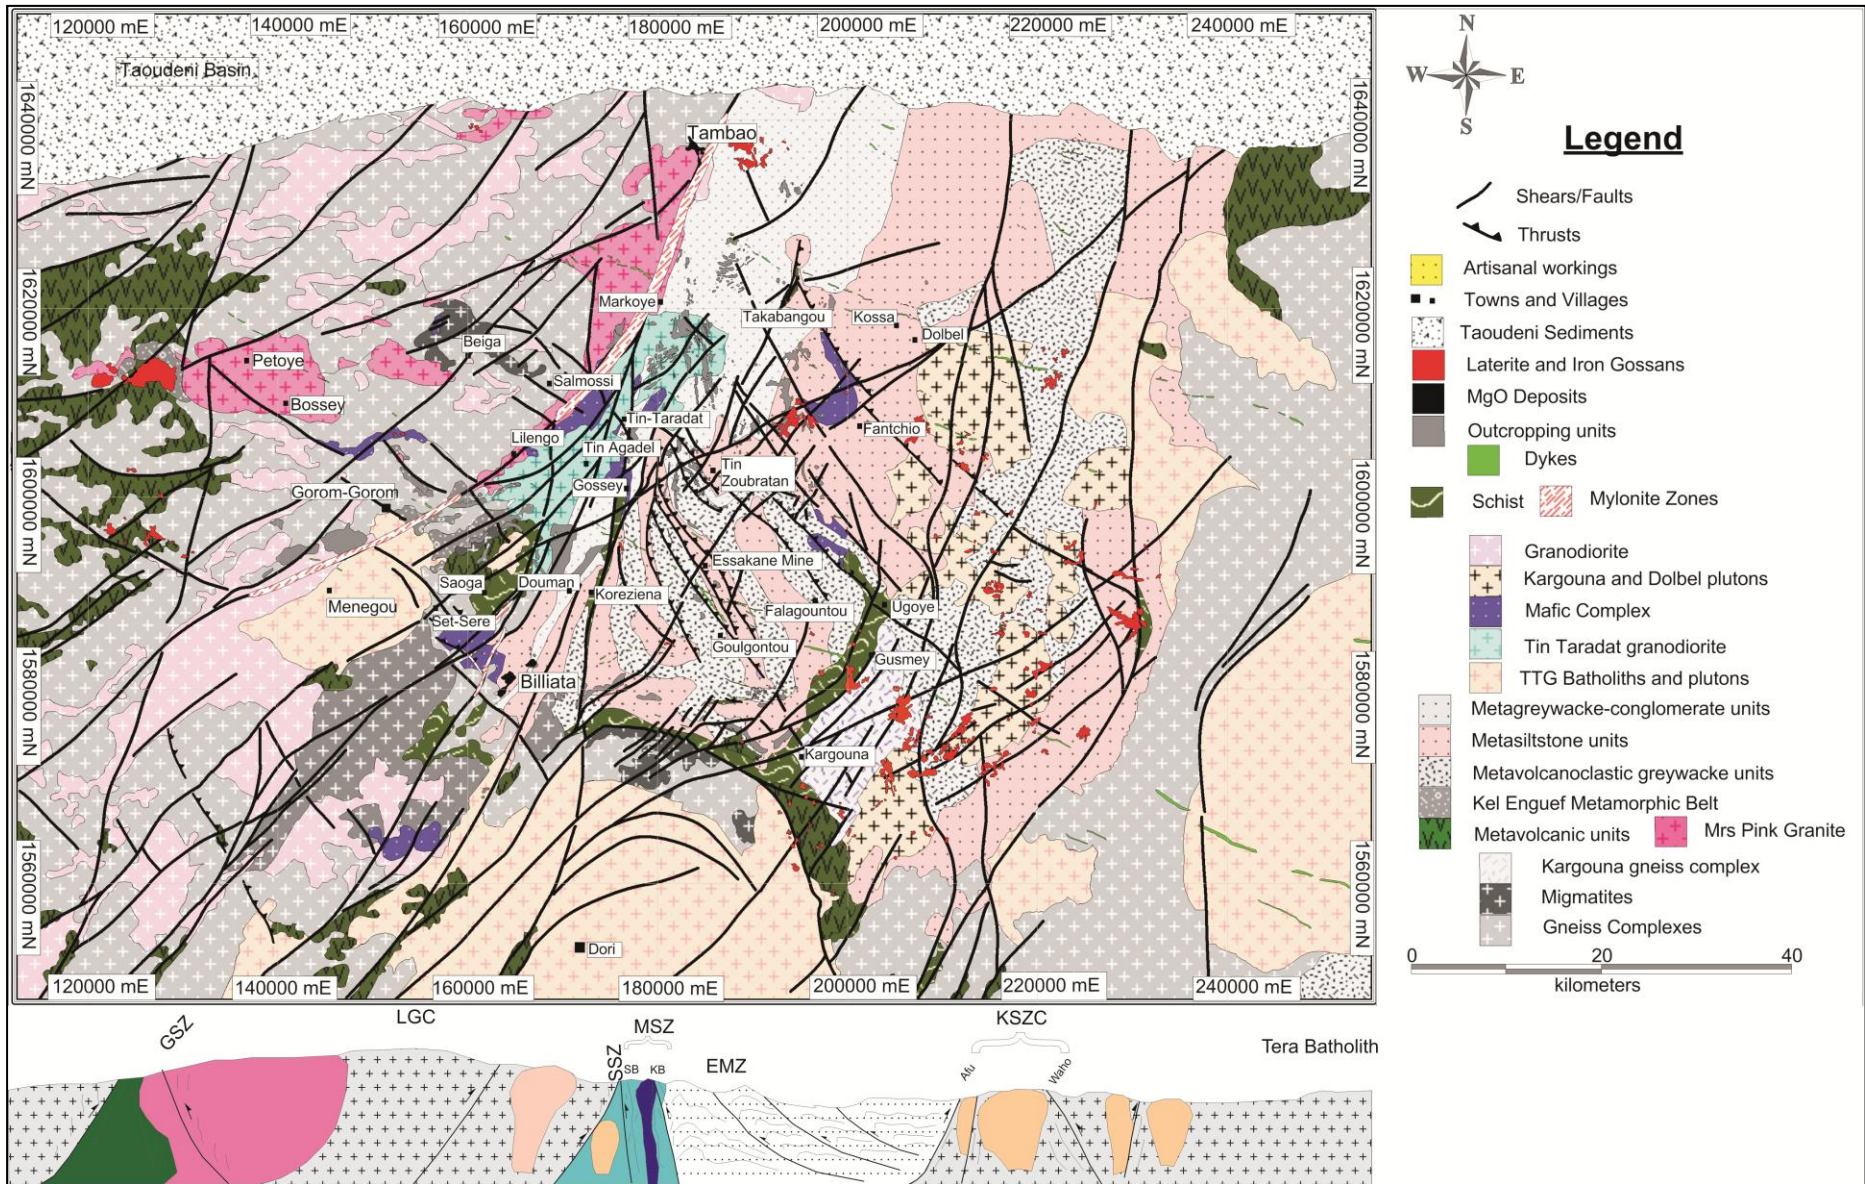 120000 mE
140000 mE
160000 mE
180000 mE
200000 mE
220000 mE
240000 mE
Taoudeni Basin
1640000 mN
1640000 mN
Tambao
1620000 mN
1620000 mN
Markoye
Takabangou
Kossa
Dolbel
Beiga
Petoye
Salmossi
Bossey
Tin-Taradat
Fantchio
Lilengo
Tin Agadel
Tin
Zoubratan
Gossey
Gorom-Gorom
1600000 mN
1600000 mN
Essakane Mine
Saoga
Douman
Koreziena
Menegou
Falagountou
Ugoye
Set-Sere
Goulgontou
Gusmey
Billiata
1580000 mN
1580000 mN
Kargouna
1560000 mN
1560000 mN
Dori
120000 mE
140000 mE
160000 mE
180000 mE
200000 mE
220000 mE
240000 mE
N
W
E
S
Legend
Shears/Faults
Thrusts
Artisanal workings
Towns and Villages
Taoudeni Sediments
Laterite and Iron Gossans
MgO Deposits
Outcropping units
Dykes
Schist
Mylonite Zones
Granodiorite
Kargouna and Dolbel plutons
Mafic Complex
Tin Taradat granodiorite
TTG Batholiths and plutons
Metagreywacke-conglomerate units
Metasiltstone units
Metavolcanoclastic greywacke units
Kel Enguef Metamorphic Belt
Metavolcanic units
Mrs Pink Granite
Kargouna gneiss complex
Migmatites
Gneiss Complexes
0 20 40
kilometers
GSZ
LGC
SSZ
MSZ
SB
KB
EMZ
KSZC
Afu
Waho
Tera Batholith